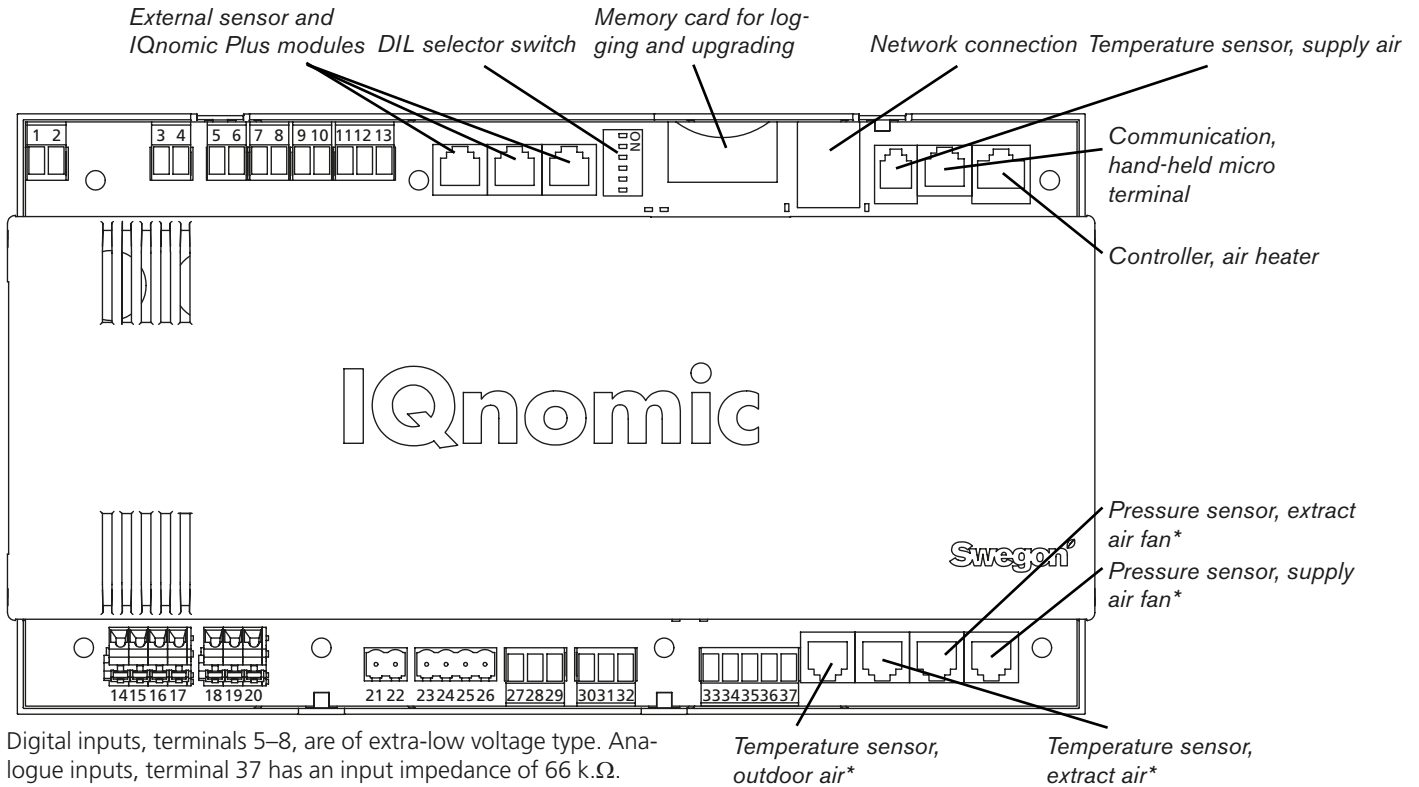 External sensor and
IQnomic Plus modules
DIL selector switch
Memory card for log-
ging and upgrading
Network connection
Temperature sensor, supply air
Communication,
hand-held micro
terminal
Controller, air heater
1 2
3 4
5 6
7 8
9 10
11 12 13
ON
IQnomic
Swegon
Pressure sensor, extract
air fan*
Pressure sensor, supply
air fan*
14 15 16 17
18 19 20
21 22
23 24 25 26
27 28 29
30 31 32
33 34 35 36 37
Temperature sensor,
outdoor air*
Temperature sensor,
extract air*
Digital inputs, terminals 5–8, are of extra-low voltage type. Ana-
logue inputs, terminal 37 has an input impedance of 66 k.Ω.